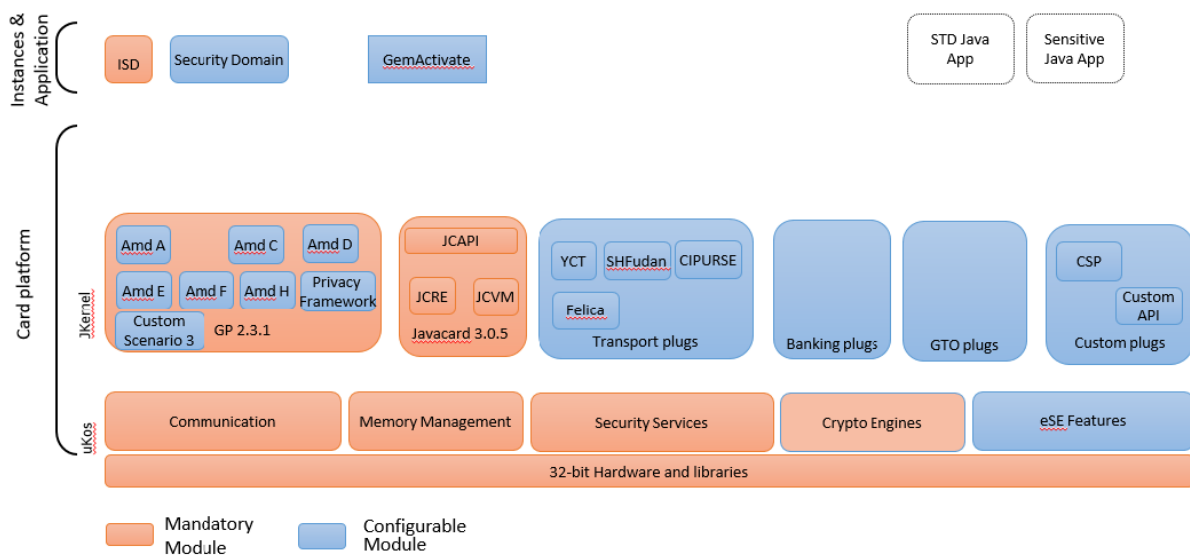 Instances &
Application
ISD
Security Domain
GemActivate
STD Java
App
Sensitive
Java App
Card platform
JKernel
Amd A
Amd C
Amd D
Amd E
Amd F
Amd H
Privacy
Framework
Custom
Scenario 3
GP 2.3.1
JCAPI
JCRE
JCVM
Javacard 3.0.5
YCT
SHFudan
CIPURSE
Felica
Transport plugs
Banking plugs
GTO plugs
CSP
Custom
API
Custom plugs
uKos
Communication
Memory Management
Security Services
Crypto Engines
eSE Features
32-bit Hardware and libraries
Mandatory
Module
Configurable
Module